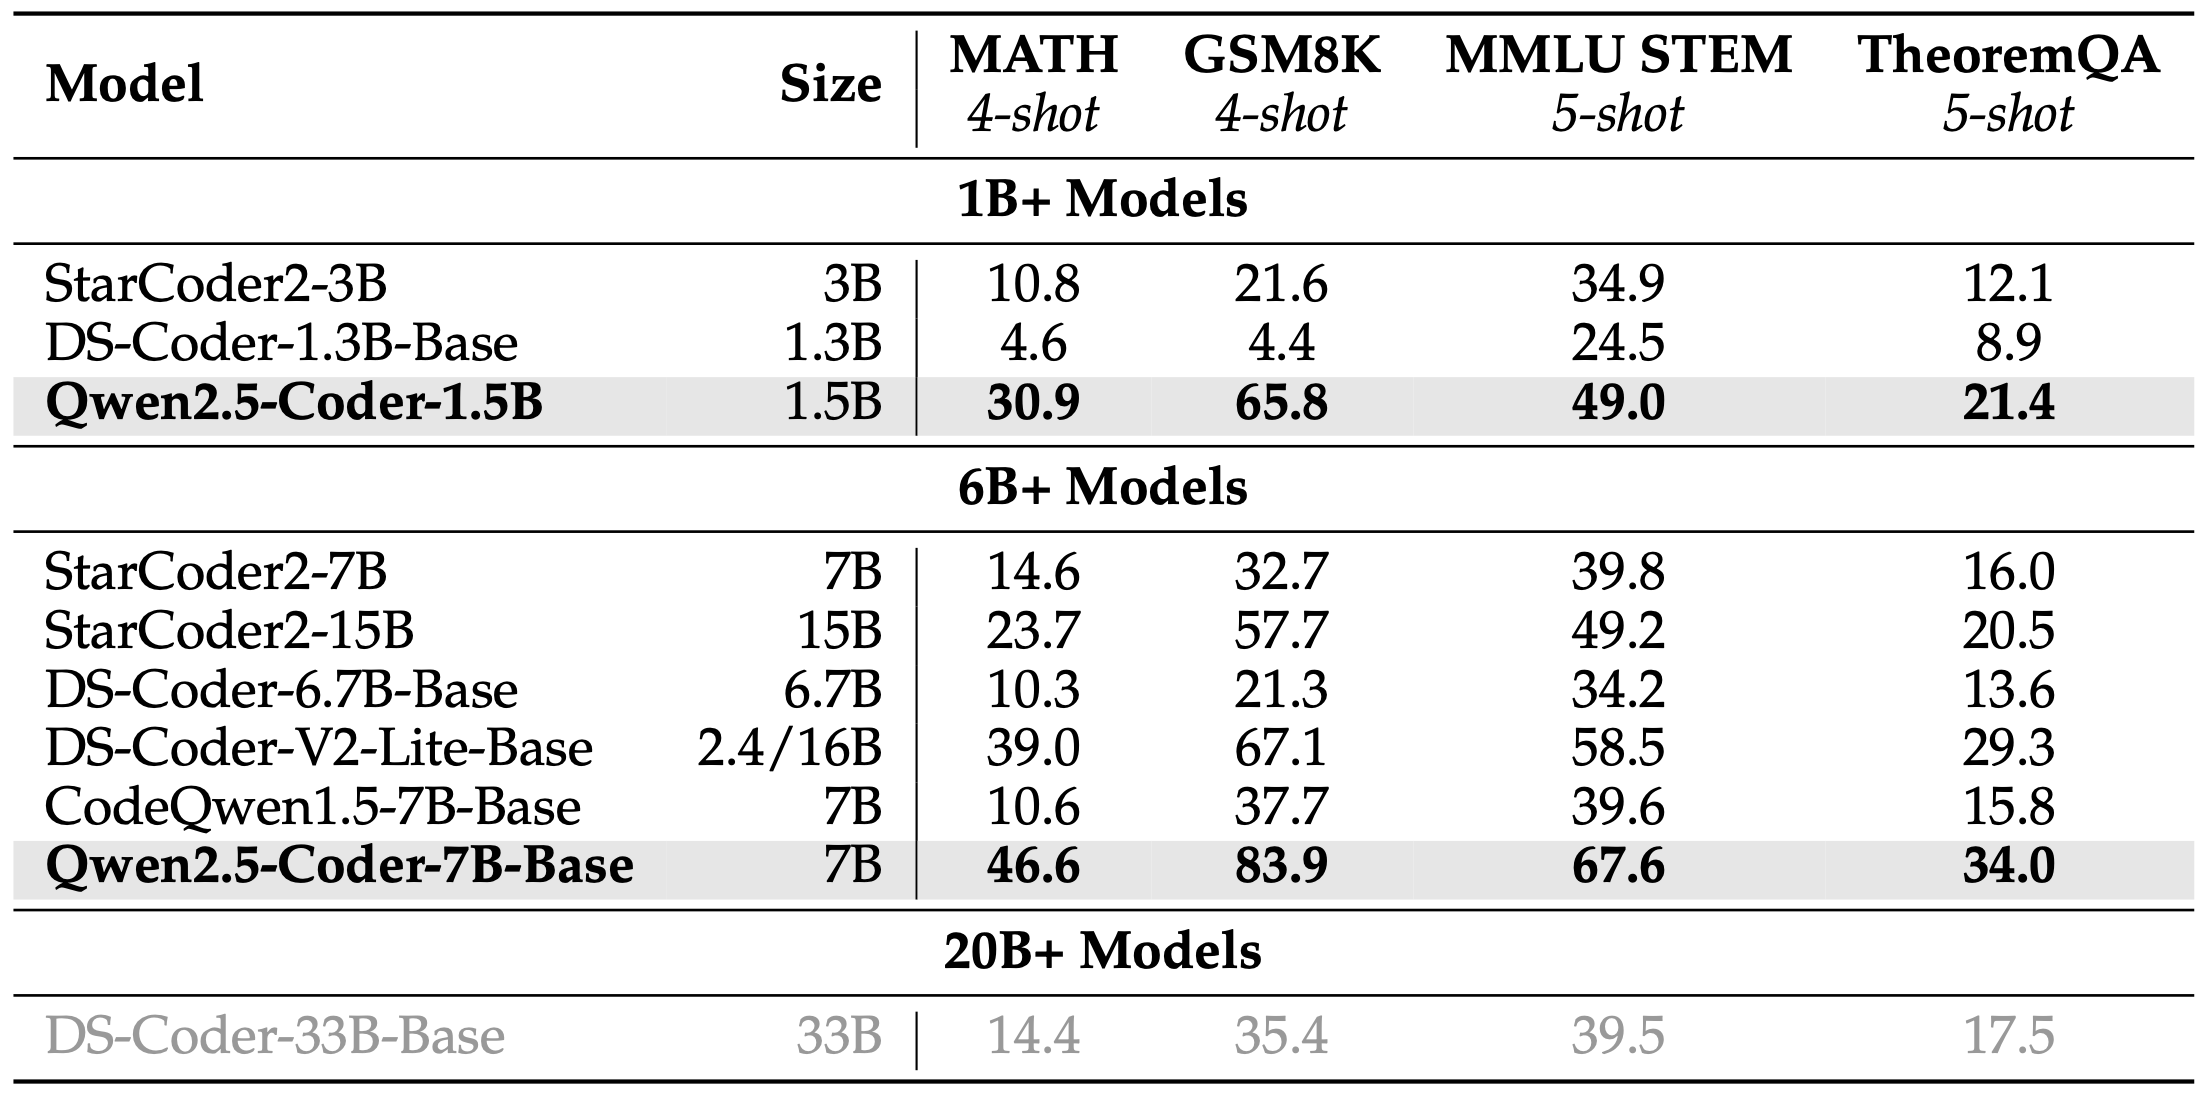 Model Size MATH GSM8K MMLU STEM TheoremQA
4-shot 4-shot 5-shot 5-shot
1B+ Models
StarCoder2-3B 3B 10.8 21.6 34.9 12.1
DS-Coder-1.3B-Base 1.3B 4.6 4.4 24.5 8.9
Qwen2.5-Coder-1.5B 1.5B 30.9 65.8 49.0 21.4
6B+ Models
StarCoder2-7B 7B 14.6 32.7 39.8 16.0
StarCoder2-15B 15B 23.7 57.7 49.2 20.5
DS-Coder-6.7B-Base 6.7B 10.3 21.3 34.2 13.6
DS-Coder-V2-Lite-Base 2.4/16B 39.0 67.1 58.5 29.3
CodeQwen1.5-7B-Base 7B 10.6 37.7 39.6 15.8
Qwen2.5-Coder-7B-Base 7B 46.6 83.9 67.6 34.0
20B+ Models
DS-Coder-33B-Base 33B 14.4 35.4 39.5 17.5